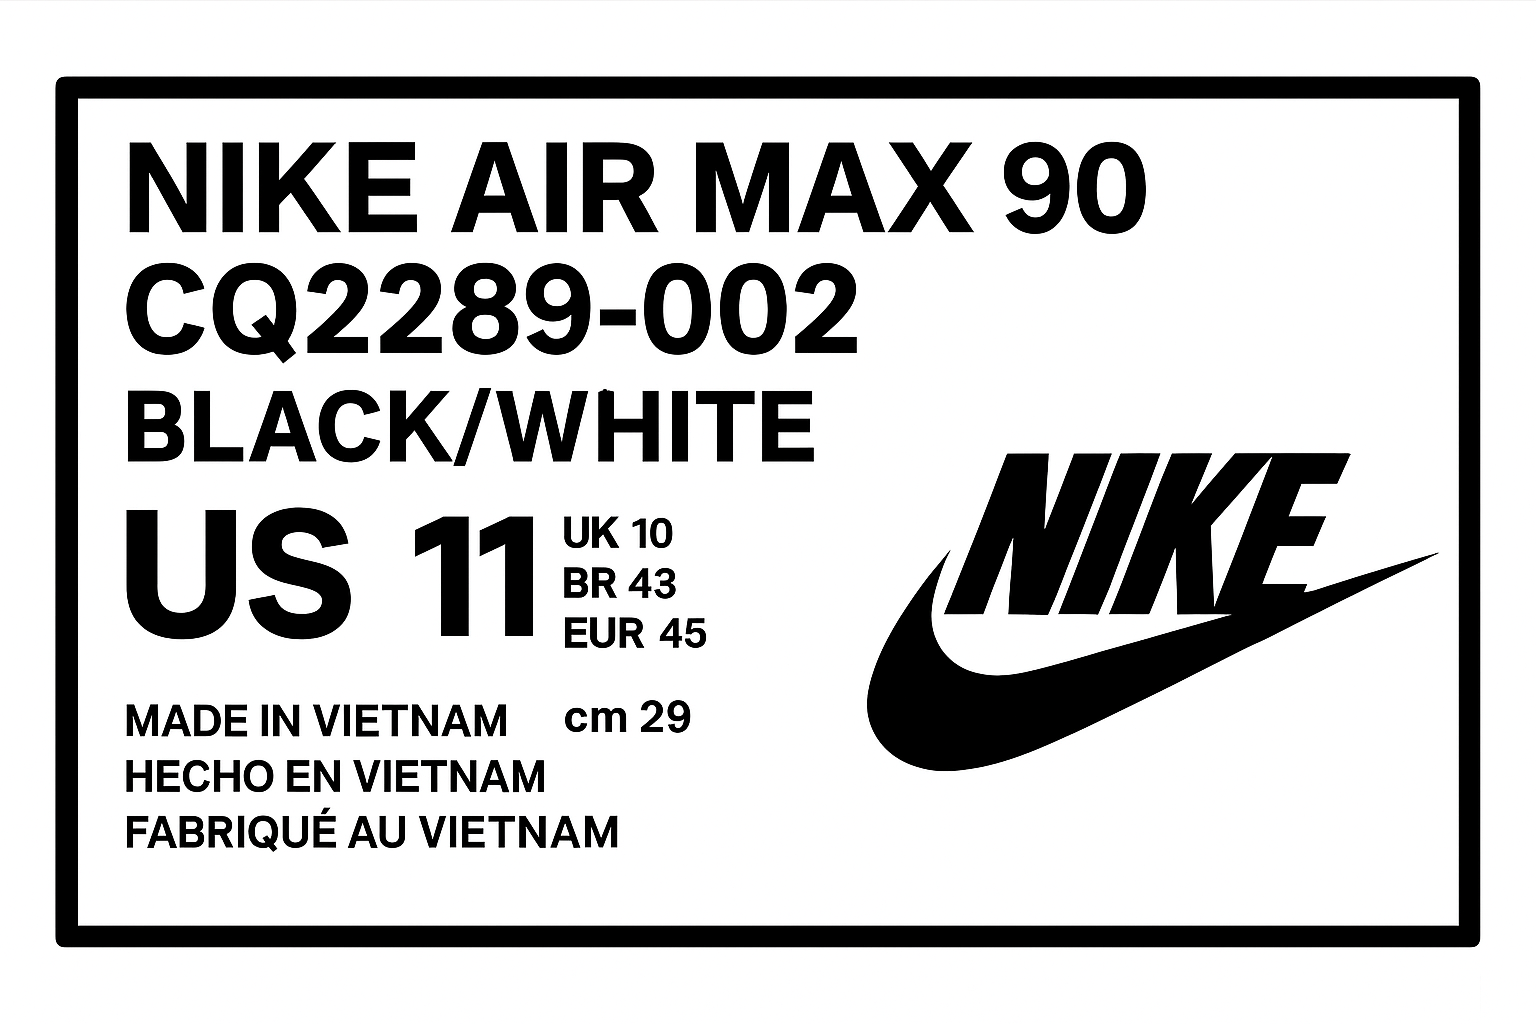 NIKE AIR MAX 90
CQ2289-002
BLACK/WHITE
US 11
UK 10
BR 43
EUR 45
cm 29
MADE IN VIETNAM
HECHO EN VIETNAM
FABRIQUÉ AU VIETNAM
NIKE